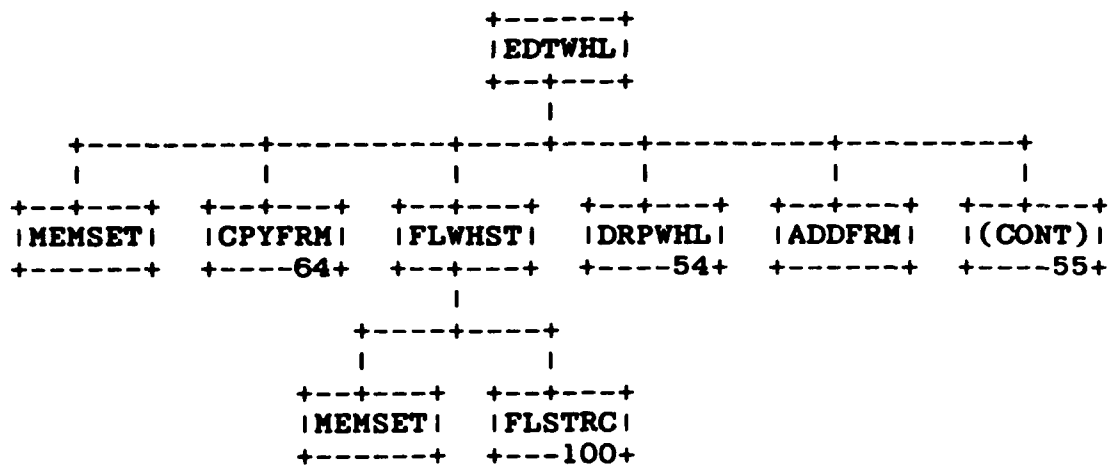 EDTWHL
MEMSET CPYFRM FLWHST DRPWHL ADDFRM (CONT)
64 54 55
MEMSET FLSTRC
100